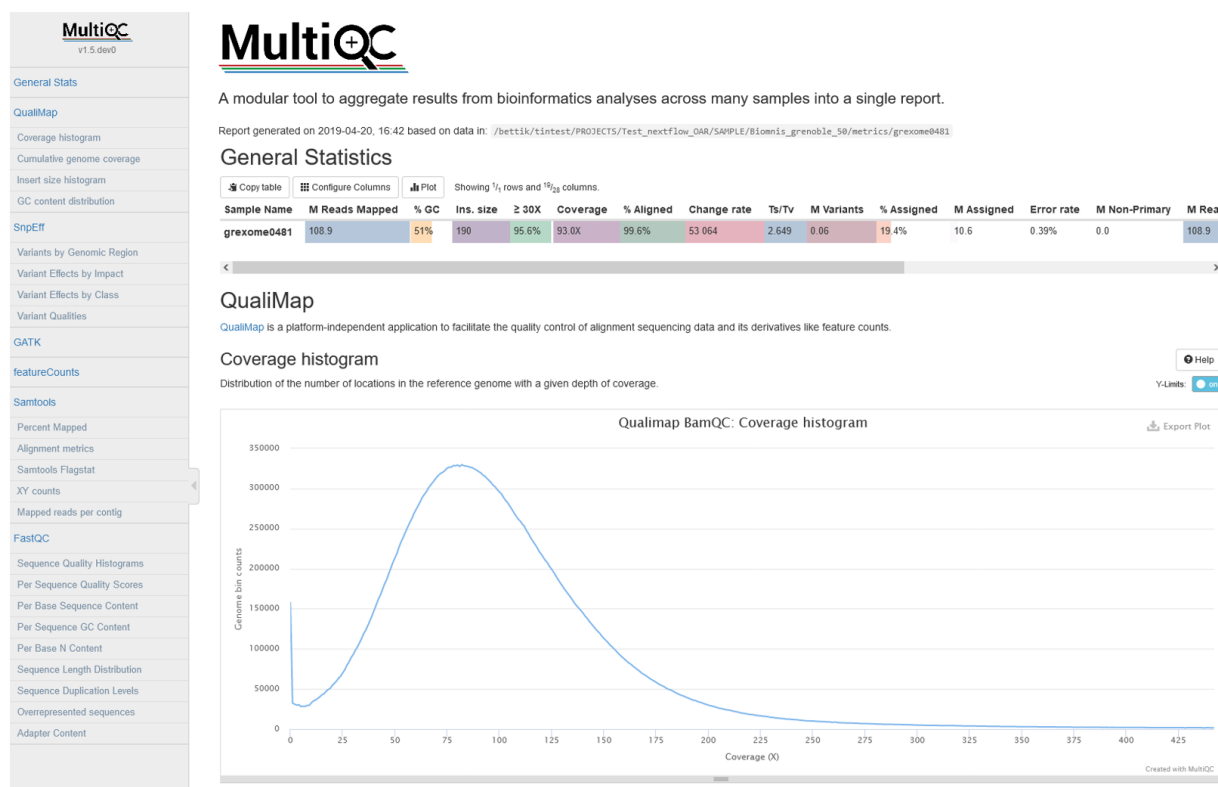 MultiQC
v1.5.dev0
General Stats
QualiMap
Coverage histogram
Cumulative genome coverage
Insert size histogram
GC content distribution
SnpEff
Variants by Genomic Region
Variant Effects by Impact
Variant Effects by Class
Variant Qualities
GATK
featureCounts
Samtools
Percent Mapped
Alignment metrics
Samtools Flagstat
XY counts
Mapped reads per contig
FastQC
Sequence Quality Histograms
Per Sequence Quality Scores
Per Base Sequence Content
Per Sequence GC Content
Per Base N Content
Sequence Length Distribution
Sequence Duplication Levels
Overrepresented sequences
Adapter Content
MultiQC
A modular tool to aggregate results from bioinformatics analyses across many samples into a single report.
Report generated on 2019-04-20, 16:42 based on data in: /bettik/tintest/PROJECTS/Test_nextflow_OAR/SAMPLE/Biomnis_grenoble_50/metrics/grexome0481
General Statistics
Copy table Configure Columns Plot Showing 1/1 rows and 19/28 columns.
Sample Name M Reads Mapped % GC Ins. size ≥ 30X Coverage % Aligned Change rate Ts/Tv M Variants % Assigned M Assigned Error rate M Non-Primary M Rea
grexome0481 108.9 51% 190 95.6% 93.0X 99.6% 53 064 2.649 0.06 19.4% 10.6 0.39% 0.0 108.9
QualiMap
QualiMap is a platform-independent application to facilitate the quality control of alignment sequencing data and its derivatives like feature counts.
Coverage histogram
Help
Distribution of the number of locations in the reference genome with a given depth of coverage.
Y-Limits: on
Qualimap BamQC: Coverage histogram
Export Plot
350000
300000
250000
200000
150000
100000
50000
0
Genome bin counts
0 25 50 75 100 125 150 175 200 225 250 275 300 325 350 375 400 425
Coverage (X)
Created with MultiQC